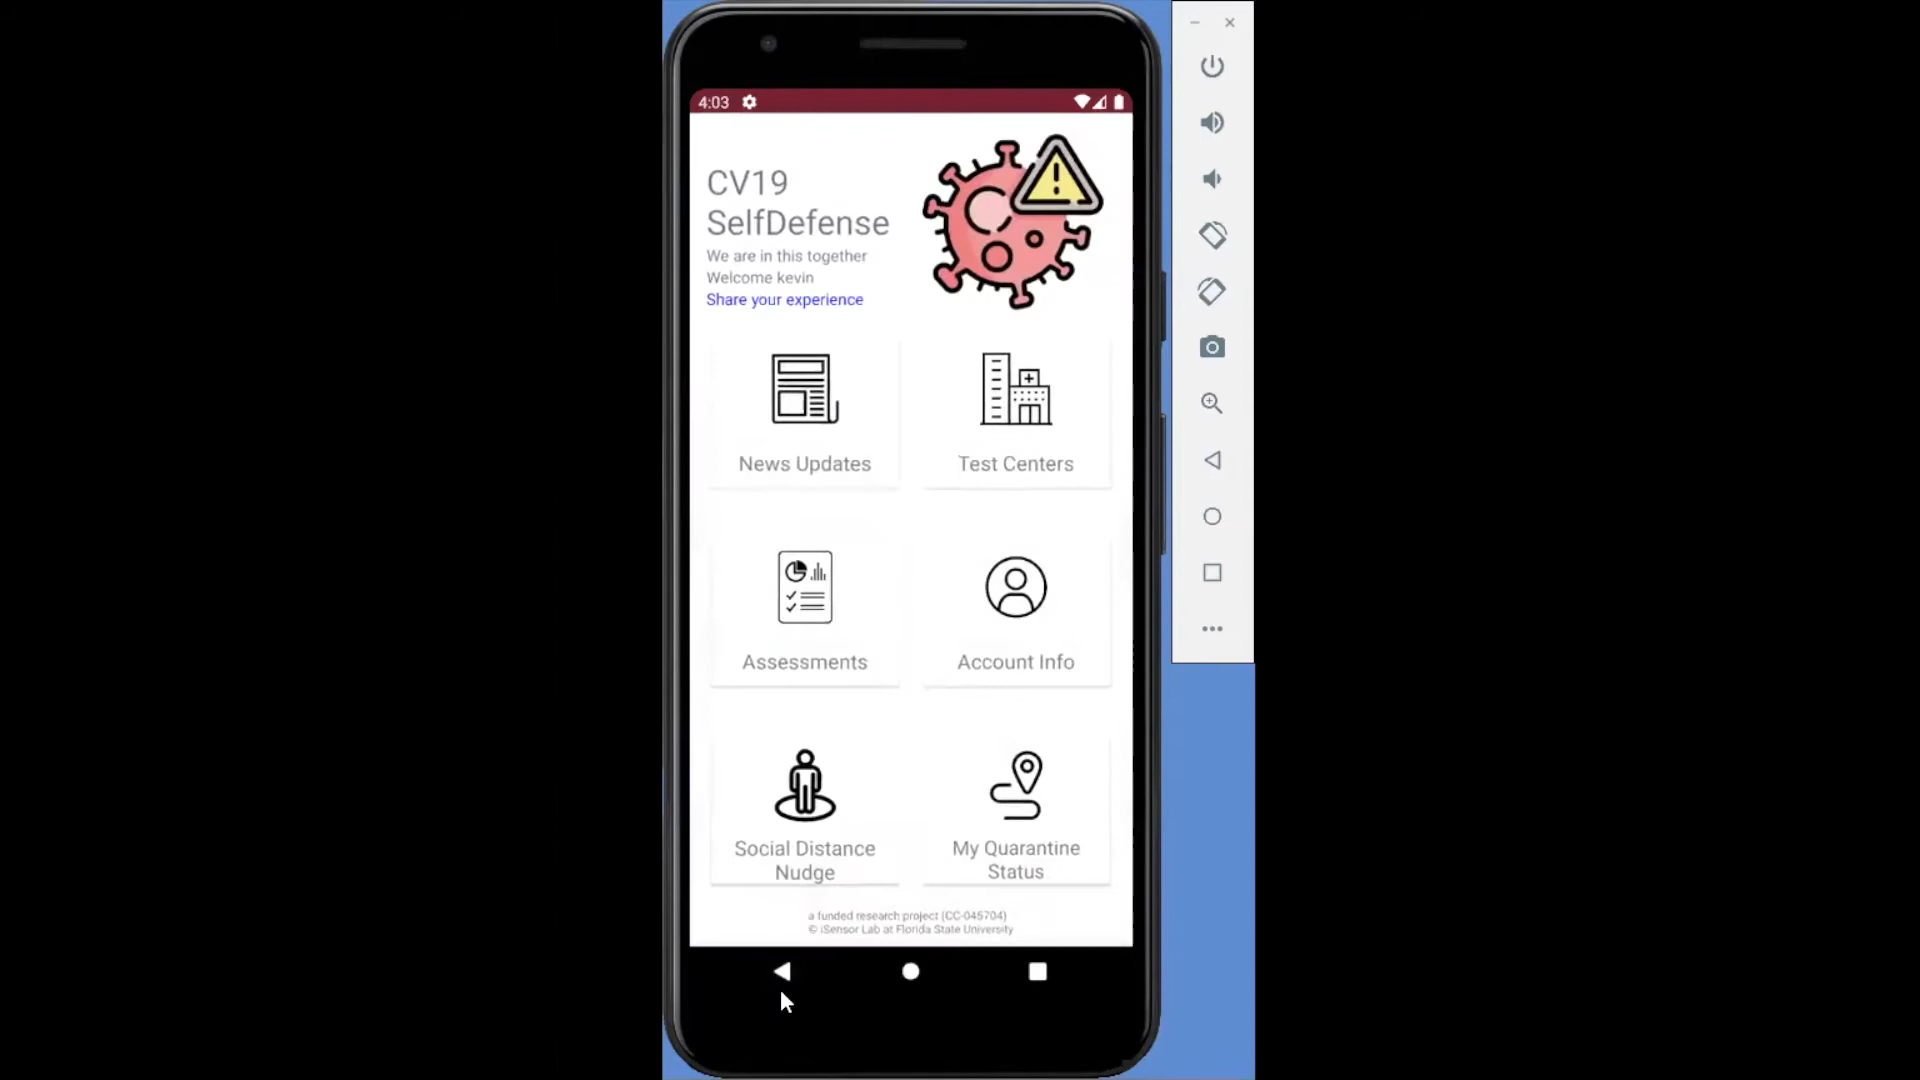 4:03
CV19
SelfDefense
We are in this together
Welcome kevin
Share your experience
News Updates
Test Centers
Assessments
Account Info
Social Distance
Nudge
My Quarantine
Status
a funded research project (CC-045704)
© iSensor Lab at Florida State University